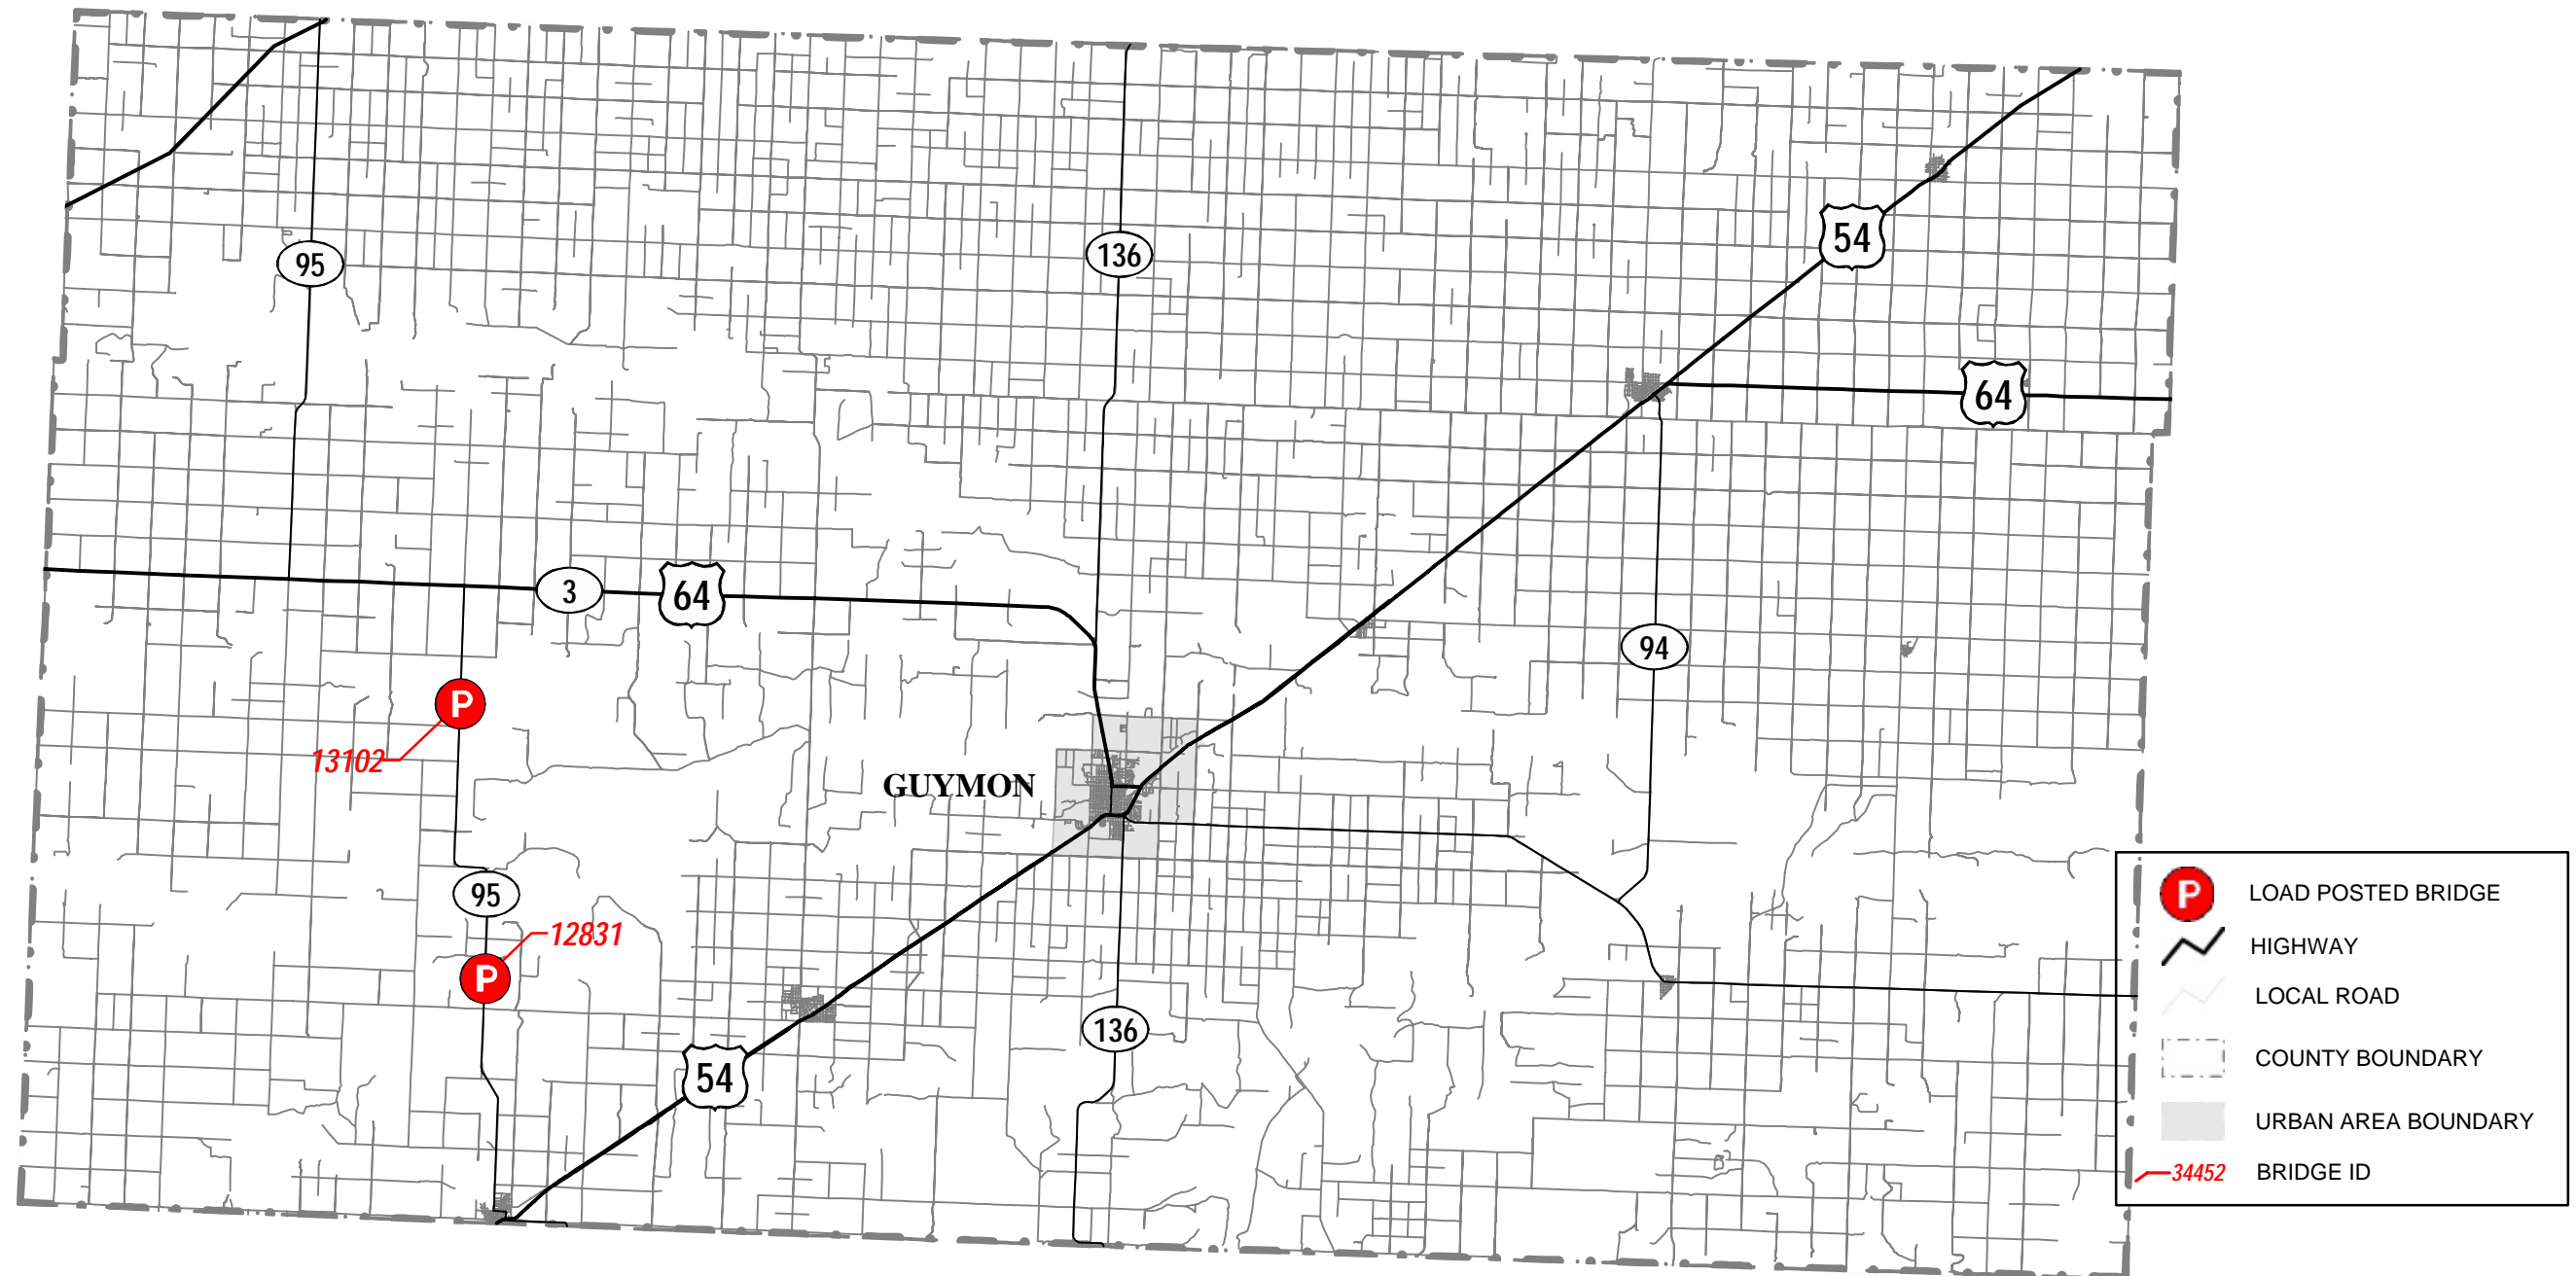 95
136
54
64
3
64
94
P
13102
GUYMON
95
12831
P
136
54
P LOAD POSTED BRIDGE
HIGHWAY
LOCAL ROAD
COUNTY BOUNDARY
URBAN AREA BOUNDARY
34452 BRIDGE ID